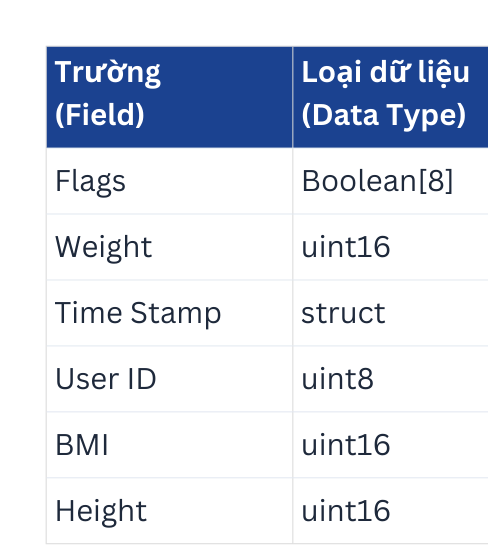 Trường Loại dữ liệu
(Field) (Data Type)
Flags Boolean[8]
Weight uint16
Time Stamp struct
User ID uint8
BMI uint16
Height uint16